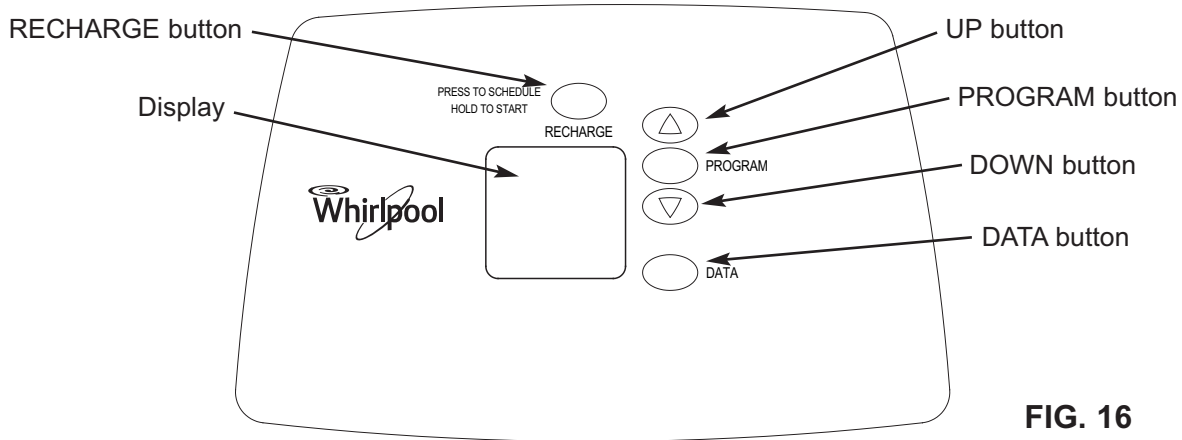 RECHARGE button
UP button
PRESS TO SCHEDULE
HOLD TO START
Display
PROGRAM button
RECHARGE
PROGRAM
DOWN button
Whirlpool
DATA button
DATA
FIG. 16